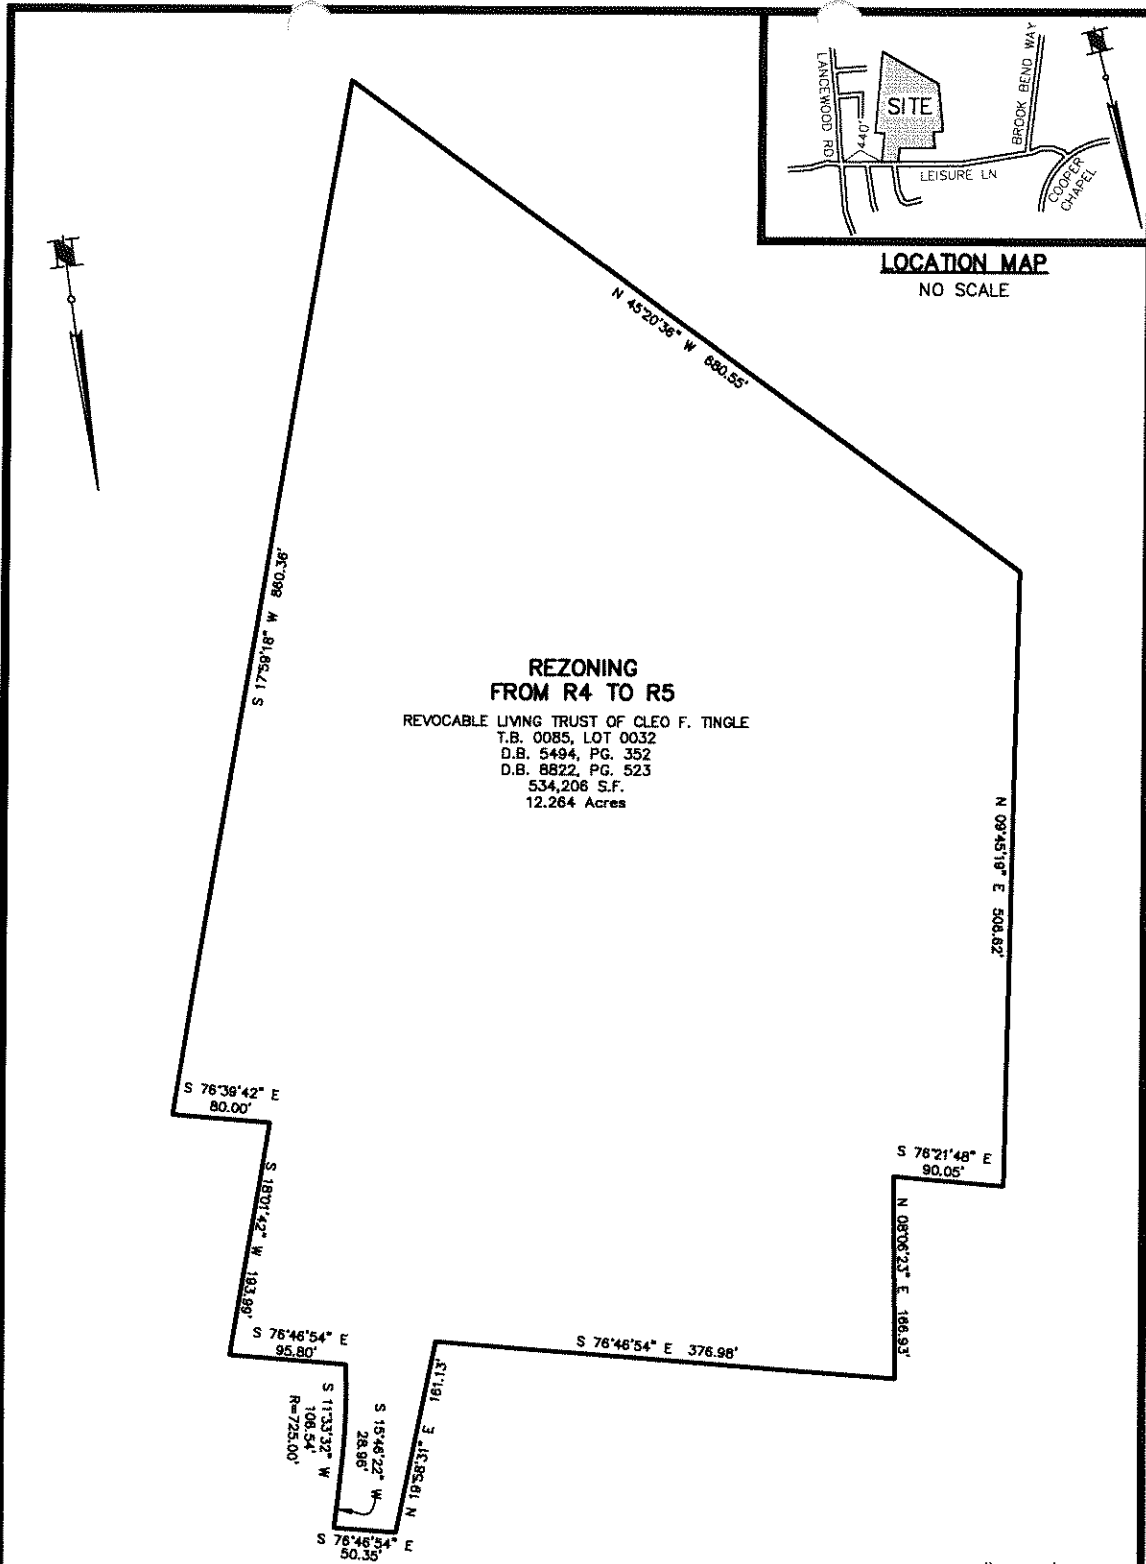 N
LANCEWOOD RD
440'
SITE
BROOK BEND WAY
N
LEISURE LN
COOPER
CHAPEL
LOCATION MAP
NO SCALE
N 45°20'36" W 680.55'
S 17°59'18" W 860.36'
REZONING
FROM R4 TO R5
REVOCABLE LIVING TRUST OF CLEO F. TINGLE
T.B. 0085, LOT 0032
D.B. 5494, PG. 352
D.B. 8822, PG. 523
534,206 S.F.
12.264 Acres
N 09°45'19" E 508.62'
S 76°39'42" E
80.00'
S 76°21'48" E
90.05'
S 18°01'42" W 193.99'
N 08°06'23" E 166.93'
S 76°46'54" E
95.80'
S 76°46'54" E 376.98'
S 11°33'32" W
106.54'
R=725.00'
S 15°46'22" W
28.96'
N 19°58'31" E 161.13'
S 76°46'54" E
50.35'